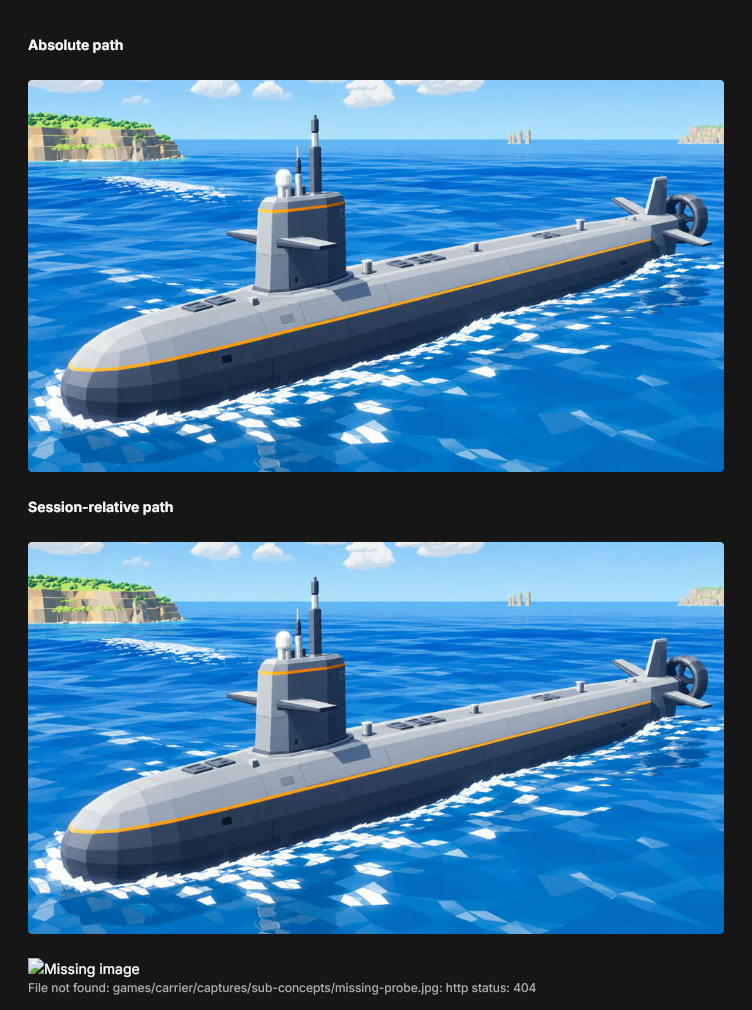 Absolute path
Session-relative path
Missing image
File not found: games/carrier/captures/sub-concepts/missing-probe.jpg: http status: 404